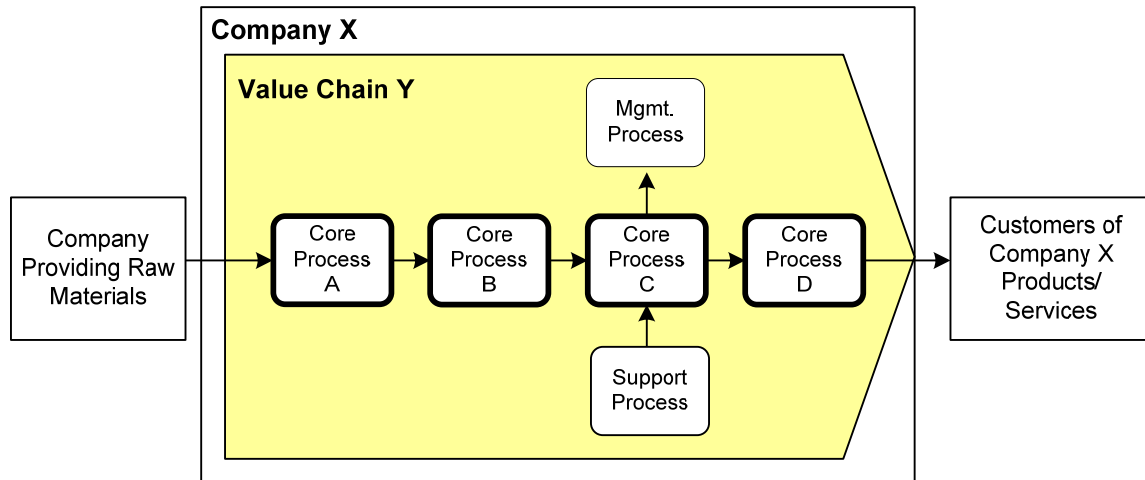 Company X
Value Chain Y
Mgmt.
Process
Company
Providing Raw
Materials
Core
Process
A
Core
Process
B
Core
Process
C
Core
Process
D
Customers of
Company X
Products/
Services
Support
Process